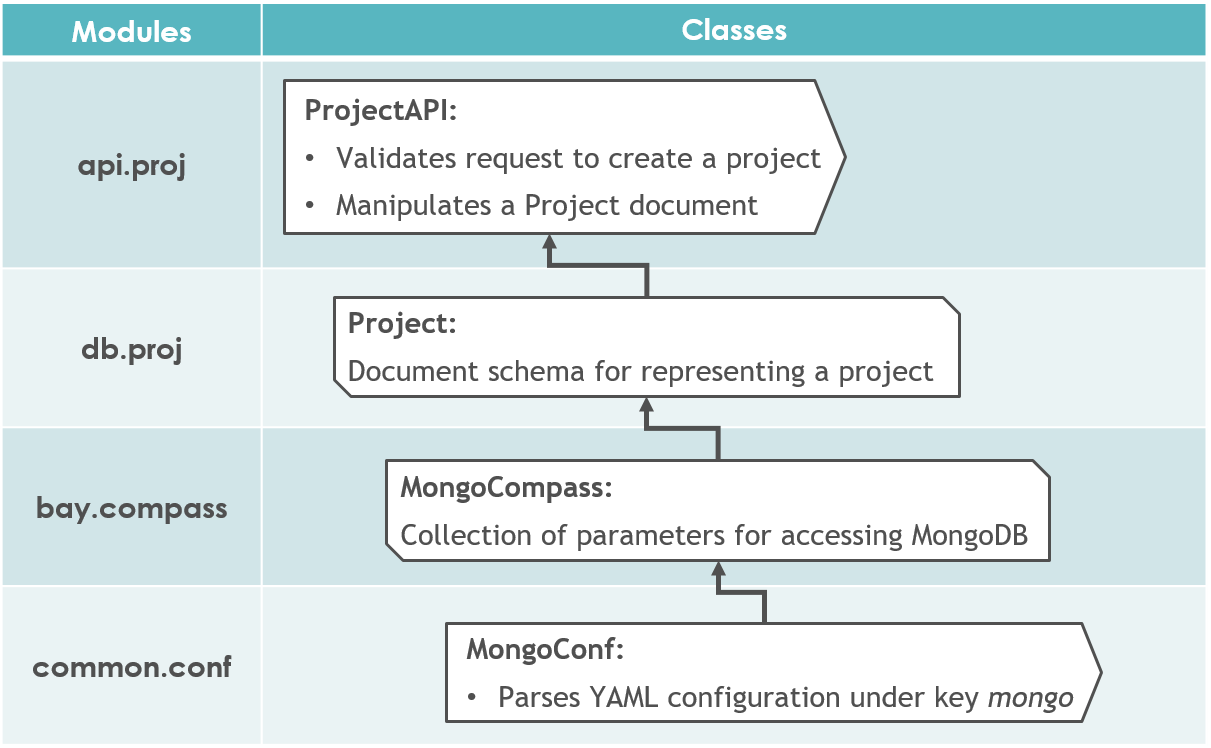 Modules
Classes
api.proj
ProjectAPI:
• Validates request to create a project
• Manipulates a Project document
db.proj
Project:
Document schema for representing a project
bay.compass
MongoCompass:
Collection of parameters for accessing MongoDB
common.conf
MongoConf:
• Parses YAML configuration under key mongo